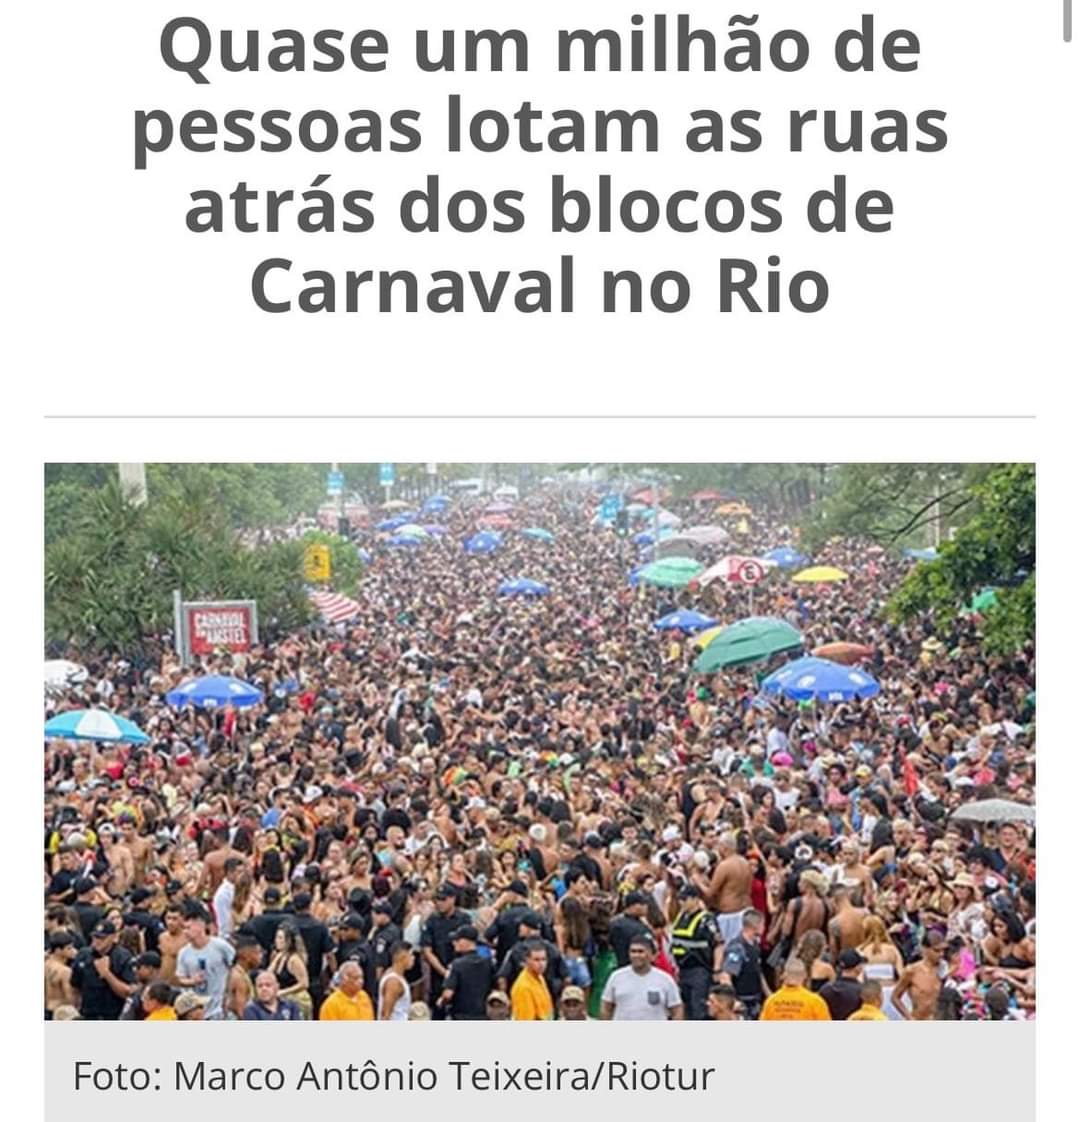 Quase um milhão de
pessoas lotam as ruas
atrás dos blocos de
Carnaval no Rio
CARNAVAL
AMSTEL
Foto: Marco Antônio Teixeira/Riotur